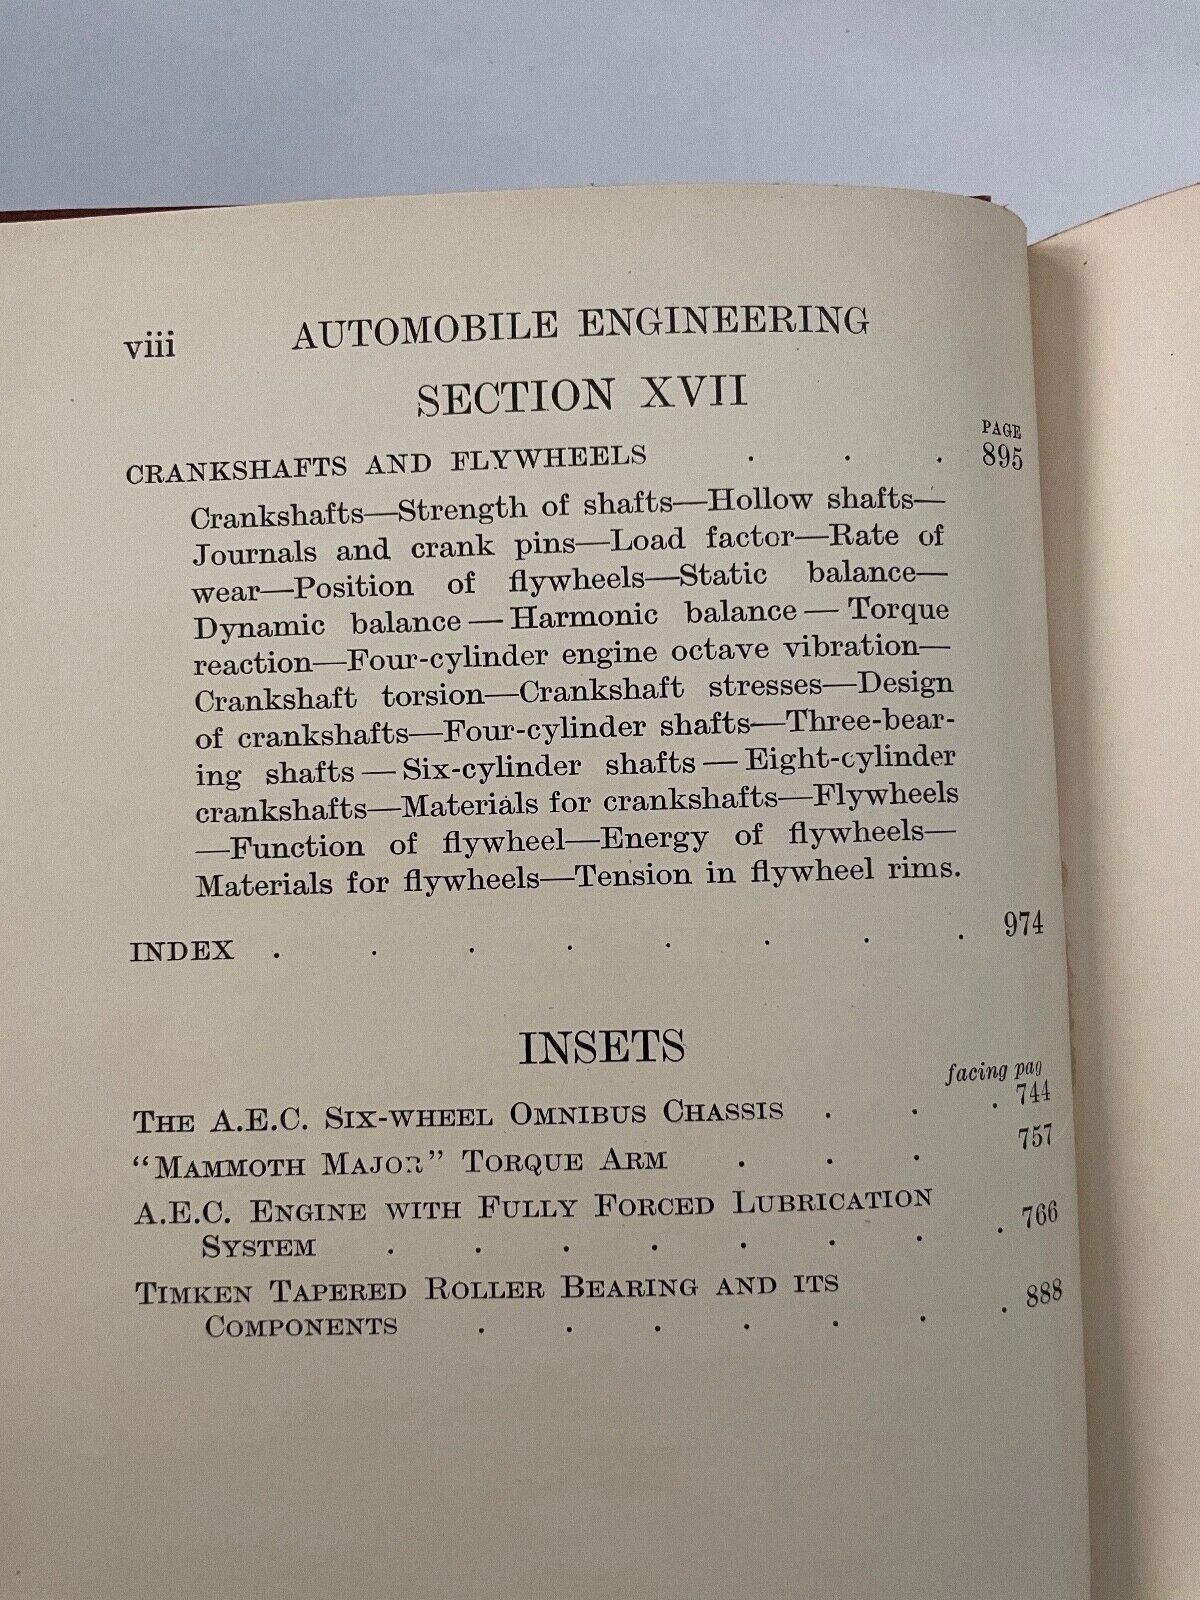 viii AUTOMOBILE ENGINEERING
SECTION XVII
PAGE
CRANKSHAFTS AND FLYWHEELS . . . 895
Crankshafts—Strength of shafts—Hollow shafts—
Journals and crank pins—Load factor—Rate of
wear—Position of flywheels—Static balance—
Dynamic balance — Harmonic balance — Torque
reaction—Four-cylinder engine octave vibration—
Crankshaft torsion—Crankshaft stresses—Design
of crankshafts—Four-cylinder shafts—Three-bear-
ing shafts — Six-cylinder shafts — Eight-cylinder
crankshafts—Materials for crankshafts—Flywheels
—Function of flywheel—Energy of flywheels—
Materials for flywheels—Tension in flywheel rims.
INDEX . . . . . . . . 974
INSETS
facing pag
THE A.E.C. SIX-WHEEL OMNIBUS CHASSIS . . . 744
"MAMMOTH MAJOR" TORQUE ARM . . . 757
A.E.C. ENGINE WITH FULLY FORCED LUBRICATION
SYSTEM . . . . . . . 766
TIMKEN TAPERED ROLLER BEARING AND ITS
COMPONENTS . . . . . . 888